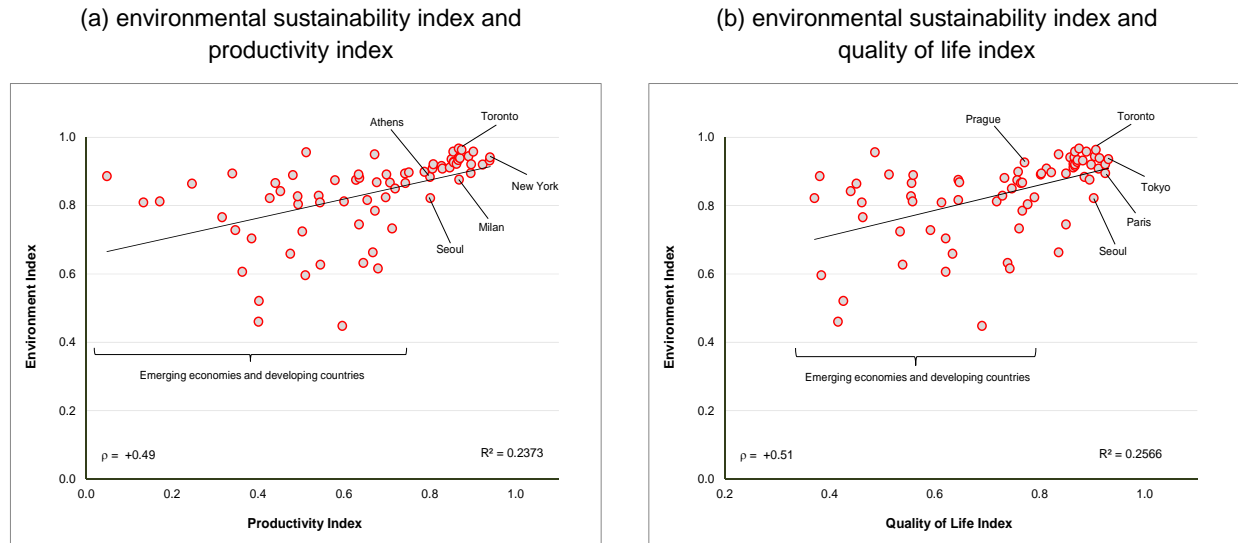 (a) environmental sustainability index and
productivity index
Environment Index
1.0
0.8
0.6
0.4
0.2
0.0
Athens
Toronto
New York
Milan
Seoul
Emerging economies and developing countries
ρ = +0.49
R² = 0.2373
0.0 0.2 0.4 0.6 0.8 1.0
Productivity Index
(b) environmental sustainability index and
quality of life index
Environment Index
1.0
0.8
0.6
0.4
0.2
0.0
Prague
Toronto
Tokyo
Paris
Seoul
Emerging economies and developing countries
ρ = +0.51
R² = 0.2566
0.2 0.4 0.6 0.8 1.0
Quality of Life Index